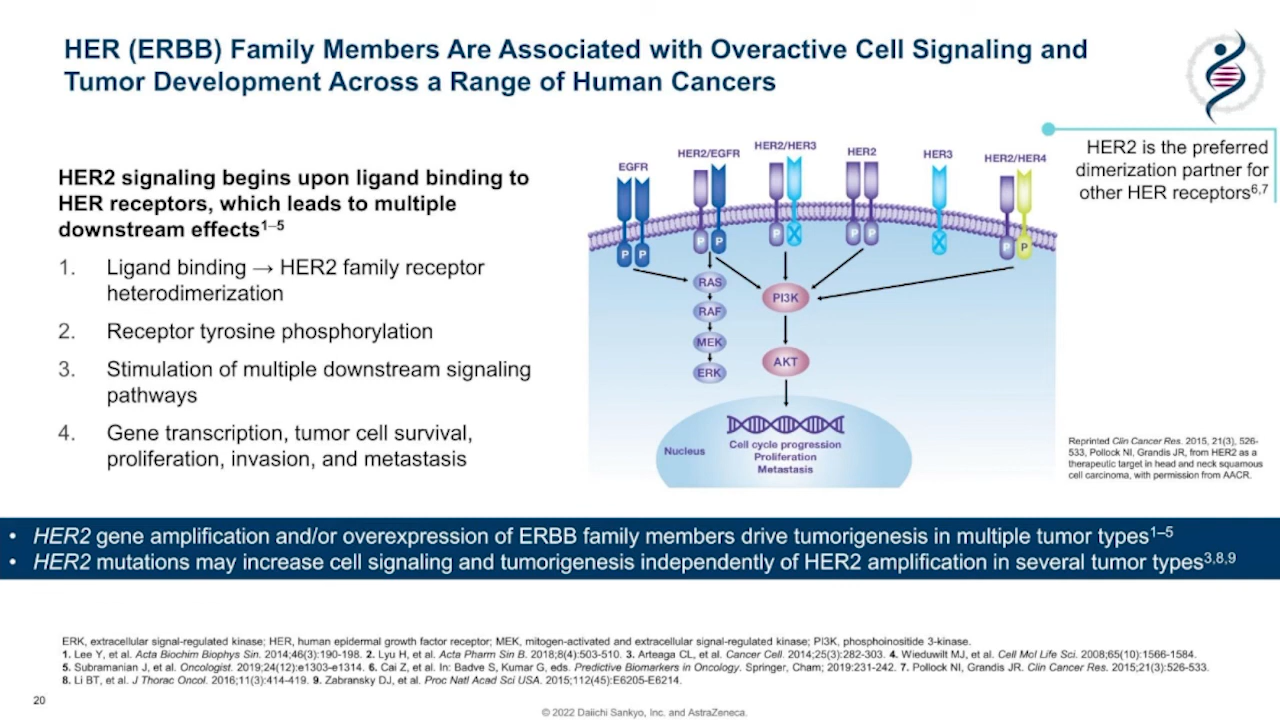 HER (ERBB) Family Members Are Associated with Overactive Cell Signaling and
Tumor Development Across a Range of Human Cancers
HER2 is the preferred
dimerization partner for
other HER receptors6,7
HER2 signaling begins upon ligand binding to
HER receptors, which leads to multiple
downstream effects1–5
1. Ligand binding → HER2 family receptor
heterodimerization
2. Receptor tyrosine phosphorylation
3. Stimulation of multiple downstream signaling
pathways
4. Gene transcription, tumor cell survival,
proliferation, invasion, and metastasis
EGFR
HER2/EGFR
HER2/HER3
HER2
HER3
HER2/HER4
P P
P P
P X
P P
X
P P
RAS
RAF
MEK
ERK
PI3K
AKT
Nucleus
Cell cycle progression
Proliferation
Metastasis
Reprinted Clin Cancer Res. 2015, 21(3), 526-
533, Pollock NI, Grandis JR, from HER2 as a
therapeutic target in head and neck squamous
cell carcinoma, with permission from AACR.
• HER2 gene amplification and/or overexpression of ERBB family members drive tumorigenesis in multiple tumor types1–5
• HER2 mutations may increase cell signaling and tumorigenesis independently of HER2 amplification in several tumor types3,8,9
ERK, extracellular signal-regulated kinase; HER, human epidermal growth factor receptor; MEK, mitogen-activated and extracellular signal-regulated kinase; PI3K, phosphoinositide 3-kinase.
1. Lee Y, et al. Acta Biochim Biophys Sin. 2014;46(3):190-198. 2. Lyu H, et al. Acta Pharm Sin B. 2018;8(4):503-510. 3. Arteaga CL, et al. Cancer Cell. 2014;25(3):282-303. 4. Wieduwilt MJ, et al. Cell Mol Life Sci. 2008;65(10):1566-1584.
5. Subramanian J, et al. Oncologist. 2019;24(12):e1303-e1314. 6. Cai Z, et al. In: Badve S, Kumar G, eds. Predictive Biomarkers in Oncology. Springer, Cham; 2019:231-242. 7. Pollock NI, Grandis JR. Clin Cancer Res. 2015;21(3):526-533.
8. Li BT, et al. J Thorac Oncol. 2016;11(3):414-419. 9. Zabransky DJ, et al. Proc Natl Acad Sci USA. 2015;112(45):E6205-E6214.
20
© 2022 Daiichi Sankyo, Inc. and AstraZeneca.